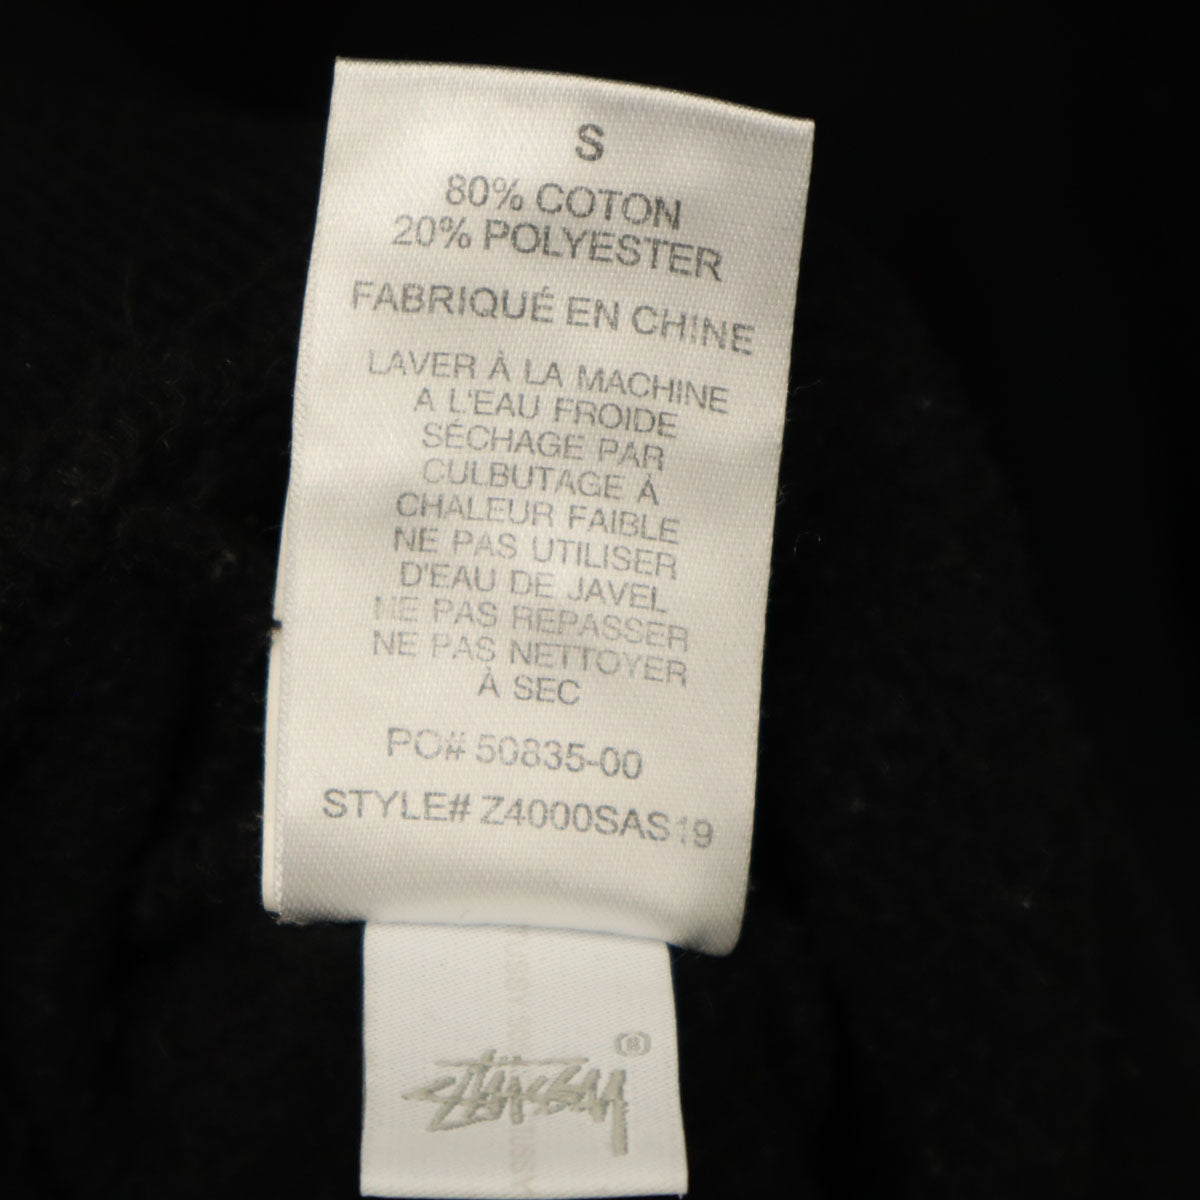 S
80% COTON
20% POLYESTER
FABRIQUÉ EN CHINE
LAVER À LA MACHINE
A L'EAU FROIDE
SÉCHAGE PAR
CULBUTAGE À
CHALEUR FAIBLE
NE PAS UTILISER
D'EAU DE JAVEL
NE PAS REPASSER
NE PAS NETTOYER
À SEC
PO# 50835-00
STYLE# Z4000SAS19
Stüssy ®